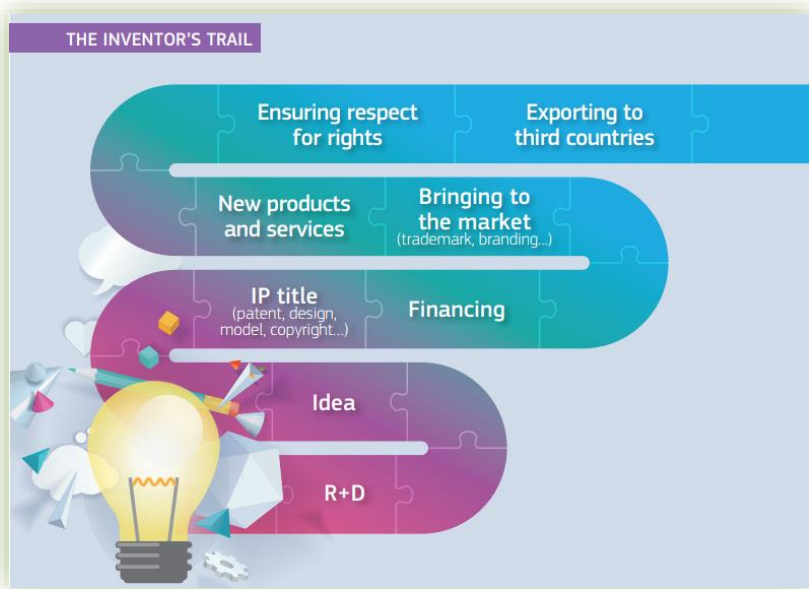 THE INVENTOR'S TRAIL
Ensuring respect
for rights
Exporting to
third countries
New products
and services
Bringing to
the market
(trademark, branding...)
IP title
(patent, design,
model, copyright...)
Financing
Idea
R+D